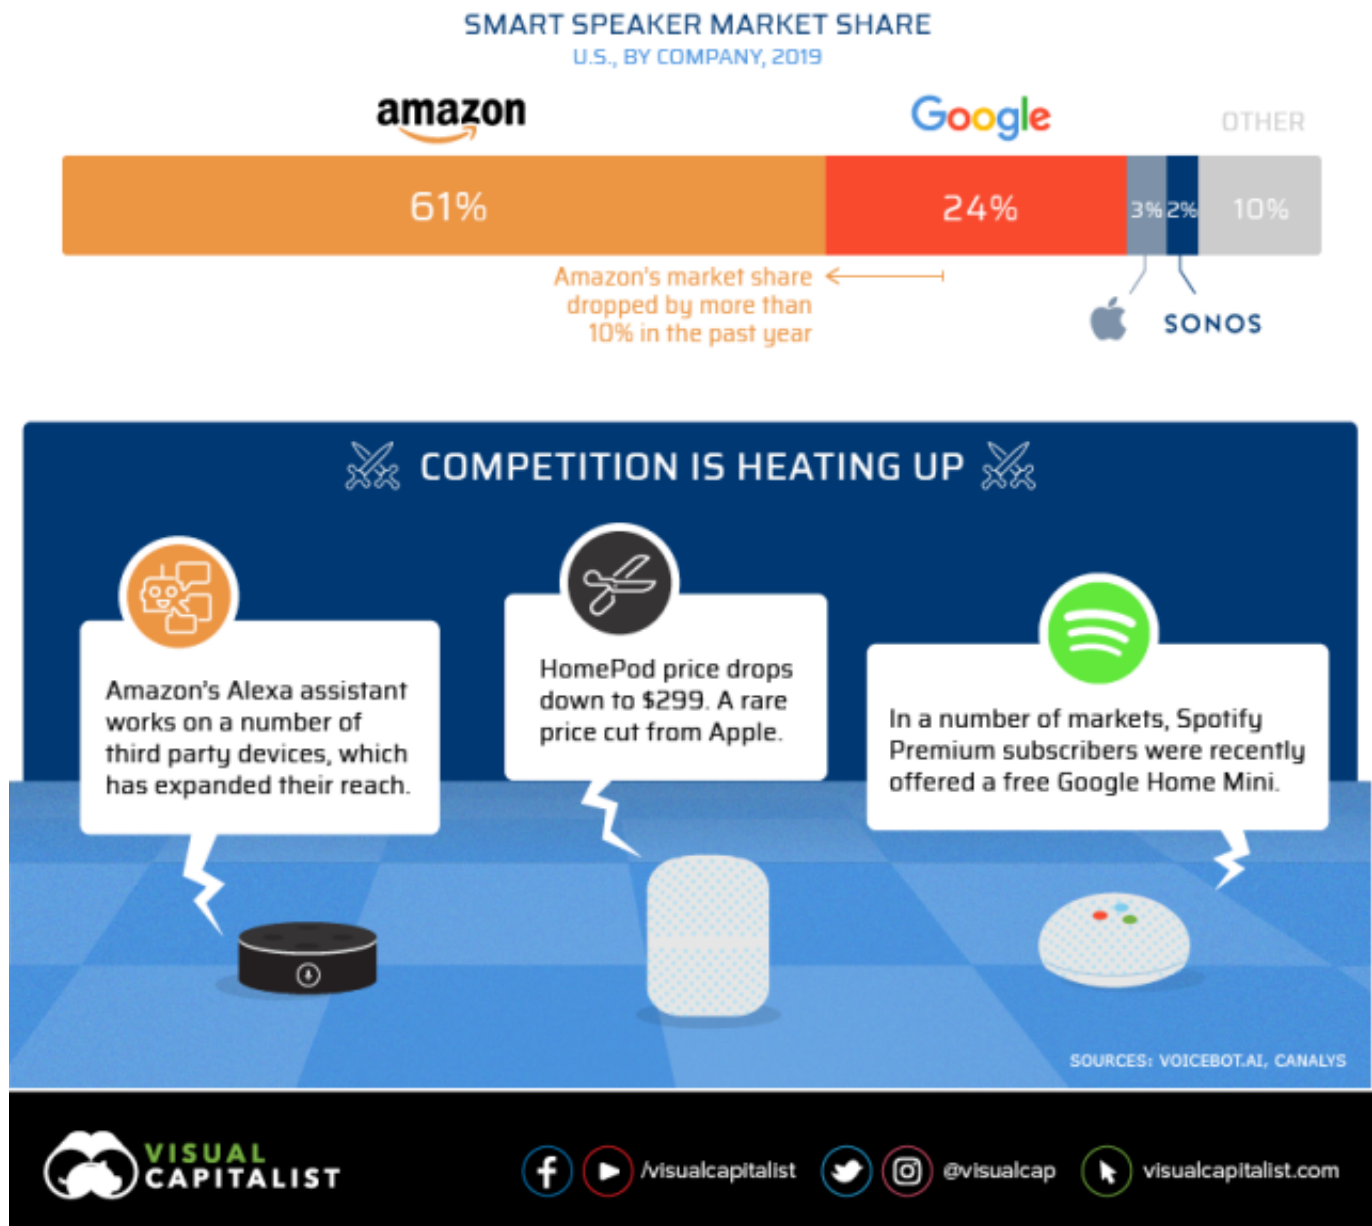 SMART SPEAKER MARKET SHARE
U.S., BY COMPANY, 2019
amazon
Google
OTHER
61%
24%
3%
2%
10%
Amazon's market share
dropped by more than
10% in the past year
SONOS
COMPETITION IS HEATING UP
Amazon's Alexa assistant
works on a number of
third party devices, which
has expanded their reach.
HomePod price drops
down to $299. A rare
price cut from Apple.
In a number of markets, Spotify
Premium subscribers were recently
offered a free Google Home Mini.
SOURCES: VOICEBOT.AI, CANALYS
VISUAL
CAPITALIST
/visualcapitalist
@visualcap
visualcapitalist.com